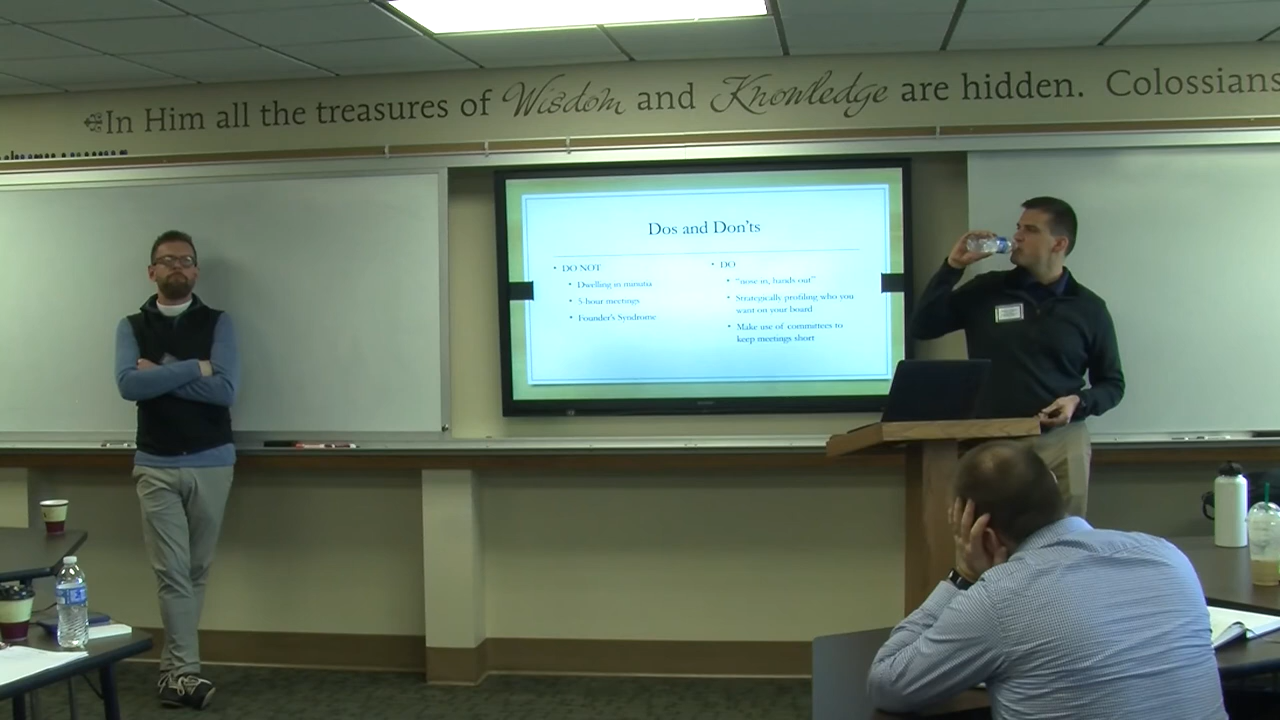 In Him all the treasures of Wisdom and Knowledge are hidden. Colossians
Dos and Don'ts
• DO NOT
• Dwelling in minutia
• 5-hour meetings
• Founder's Syndrome
• DO
• "nose in, hands out"
• Strategically profiling who you
want on your board
• Make use of committees to
keep meetings short